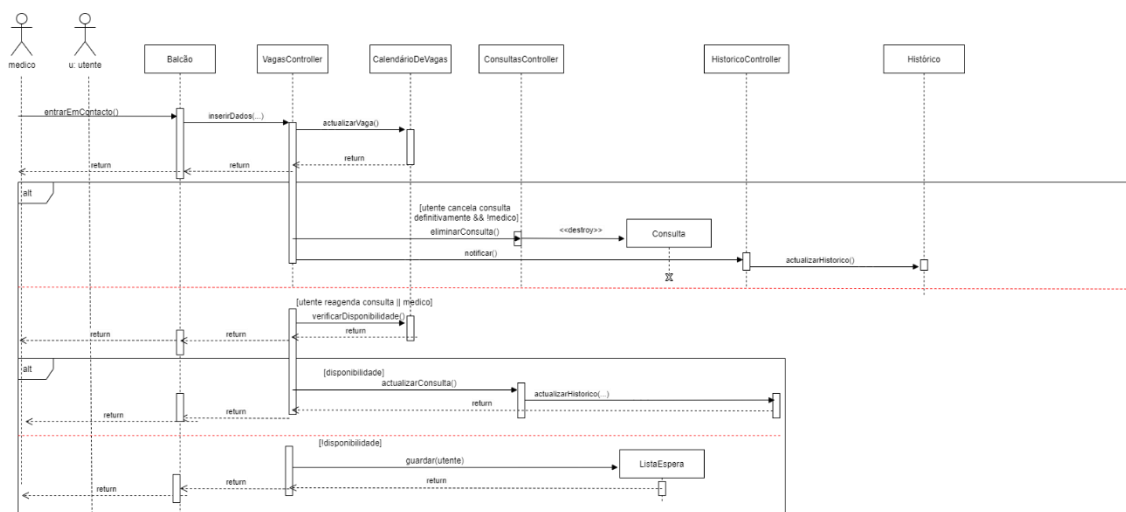 medico
u: utente
Balcão
VagasController
CalendárioDeVagas
ConsultasController
HistoricoController
Histórico
entrarEmContacto()
inserirDados(...)
actualizarVaga()
return
return
return
alt
[utente cancela consulta
definitivamente && !medico]
eliminarConsulta()
<<destroy>>
Consulta
notificar()
actualizarHistorico()
[utente reagenda consulta || medico]
verificarDisponibilidade()
return
return
return
alt
[disponibilidade]
actualizarConsulta()
actualizarHistorico(...)
return
return
return
[!disponibilidade]
guardar(utente)
ListaEspera
return
return
return